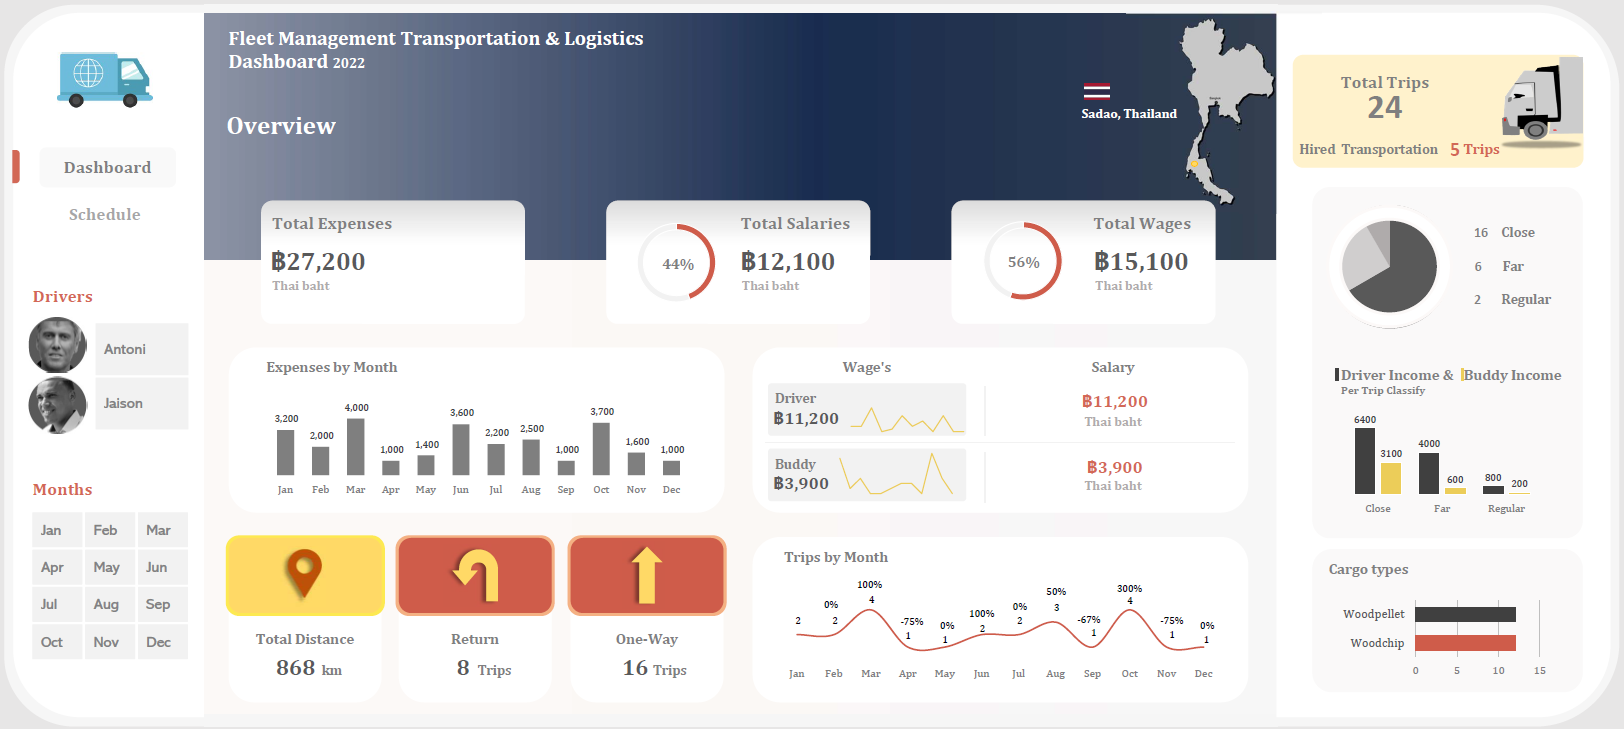 Fleet Management Transportation & Logistics
Dashboard 2022
Overview
Sadao, Thailand
Dashboard
Schedule
Drivers
Antoni
Jaison
Months
Jan Feb Mar
Apr May Jun
Jul Aug Sep
Oct Nov Dec
Total Expenses
฿27,200
Thai baht
44%
Total Salaries
฿12,100
Thai baht
56%
Total Wages
฿15,100
Thai baht
Expenses by Month
3,200 2,000 4,000 1,000 1,400 3,600 2,200 2,500 1,000 3,700 1,600 1,000
Jan Feb Mar Apr May Jun Jul Aug Sep Oct Nov Dec
Wage's Salary
Driver
฿11,200
฿11,200
Thai baht
Buddy
฿3,900
฿3,900
Thai baht
Total Distance
868 km
Return
8 Trips
One-Way
16 Trips
Trips by Month
0% 100% -75% 0% 100% 0% 50% -67% 300% -75% 0%
2 2 4 1 1 2 2 3 1 4 1 1
Jan Feb Mar Apr May Jun Jul Aug Sep Oct Nov Dec
Total Trips
24
Hired Transportation 5 Trips
16 Close
6 Far
2 Regular
Driver Income & Buddy Income
Per Trip Classify
6400 3100 4000 600 800 200
Close Far Regular
Cargo types
Woodpellet
Woodchip
0 5 10 15